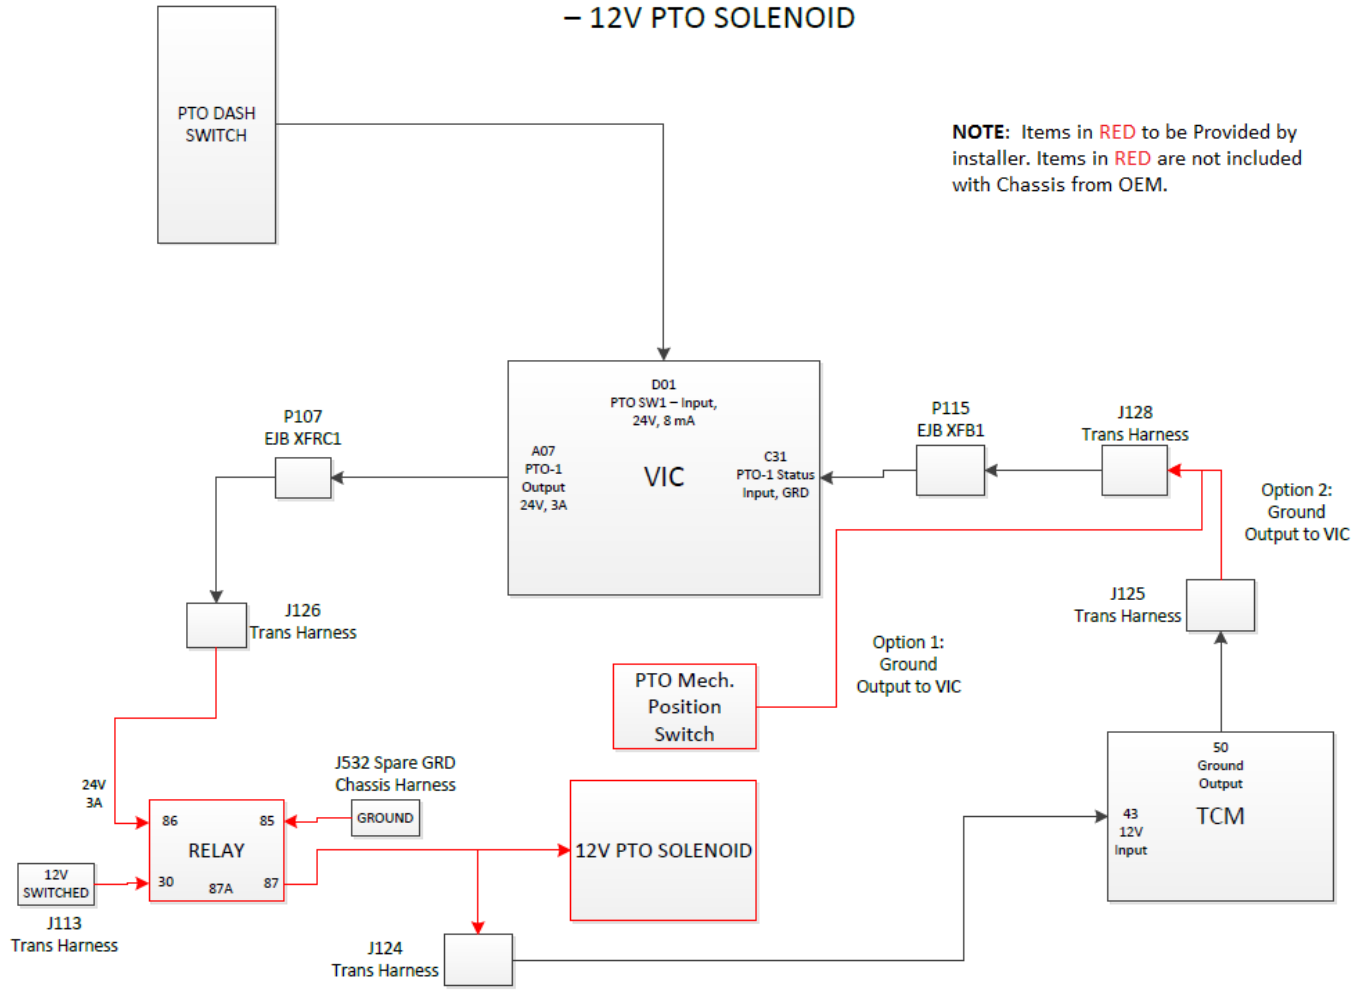 – 12V PTO SOLENOID
PTO DASH
SWITCH
NOTE: Items in RED to be Provided by
installer. Items in RED are not included
with Chassis from OEM.
D01
PTO SW1 – Input,
24V, 8 mA
A07
PTO-1
Output
24V, 3A
VIC
C31
PTO-1 Status
Input, GRD
P107
EJB XFRC1
P115
EJB XFB1
J128
Trans Harness
Option 2:
Ground
Output to VIC
J126
Trans Harness
J125
Trans Harness
Option 1:
Ground
Output to VIC
PTO Mech.
Position
Switch
24V
3A
J532 Spare GRD
Chassis Harness
GROUND
86
85
RELAY
30
87A
87
12V
SWITCHED
J113
Trans Harness
12V PTO SOLENOID
J124
Trans Harness
50
Ground
Output
43
12V
Input
TCM